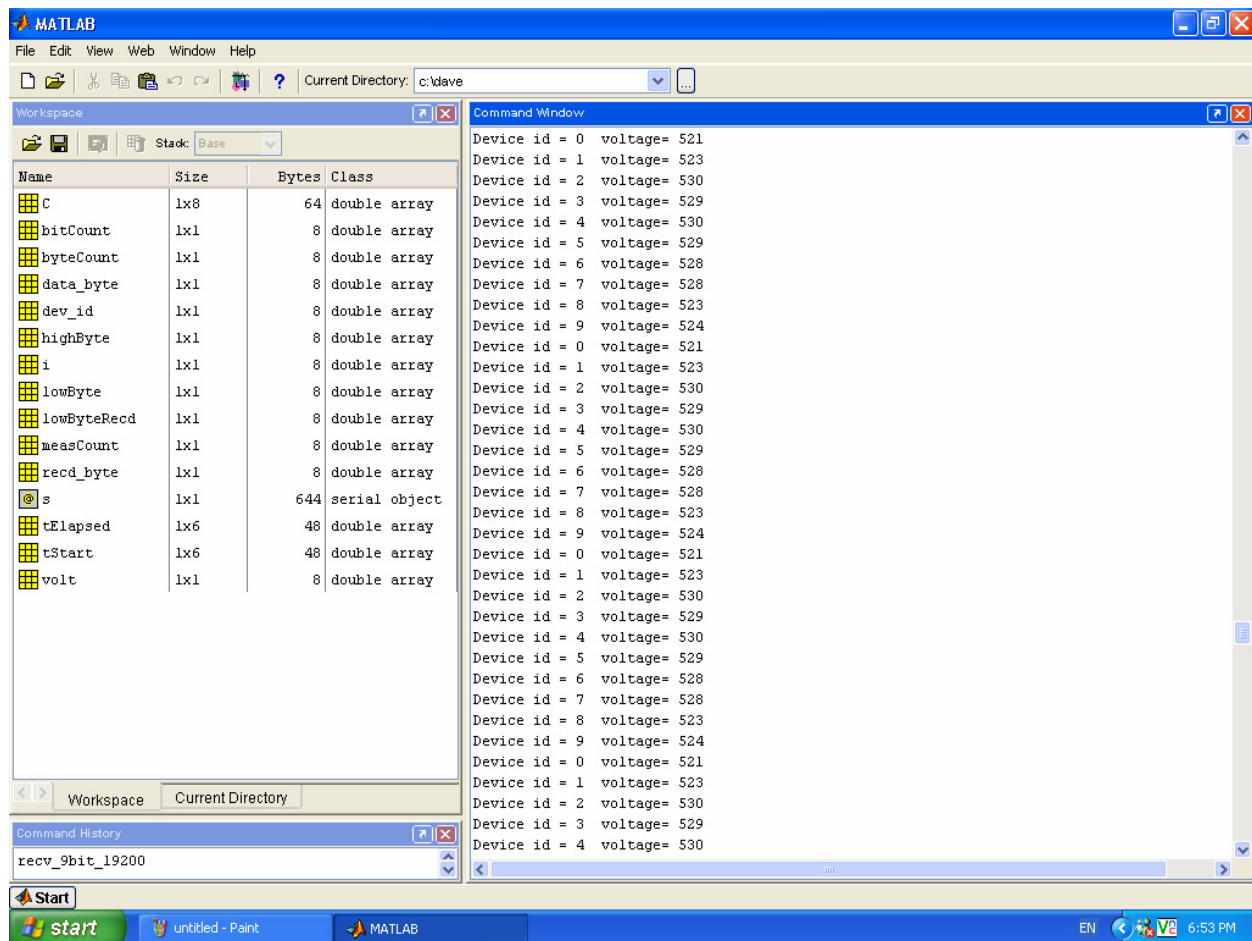 MATLAB
File Edit View Web Window Help
Current Directory: c:\dave
Workspace
Stack: Base
Name Size Bytes Class
C 1x8 64 double array
bitCount 1x1 8 double array
byteCount 1x1 8 double array
data_byte 1x1 8 double array
dev_id 1x1 8 double array
highByte 1x1 8 double array
i 1x1 8 double array
lowByte 1x1 8 double array
lowByteRecd 1x1 8 double array
measCount 1x1 8 double array
recd_byte 1x1 8 double array
s 1x1 644 serial object
tElapsed 1x6 48 double array
tStart 1x6 48 double array
volt 1x1 8 double array
Workspace Current Directory
Command History
recv_9bit_19200
Command Window
Device id = 0 voltage= 521
Device id = 1 voltage= 523
Device id = 2 voltage= 530
Device id = 3 voltage= 529
Device id = 4 voltage= 530
Device id = 5 voltage= 529
Device id = 6 voltage= 528
Device id = 7 voltage= 528
Device id = 8 voltage= 523
Device id = 9 voltage= 524
Device id = 0 voltage= 521
Device id = 1 voltage= 523
Device id = 2 voltage= 530
Device id = 3 voltage= 529
Device id = 4 voltage= 530
Device id = 5 voltage= 529
Device id = 6 voltage= 528
Device id = 7 voltage= 528
Device id = 8 voltage= 523
Device id = 9 voltage= 524
Device id = 0 voltage= 521
Device id = 1 voltage= 523
Device id = 2 voltage= 530
Device id = 3 voltage= 529
Device id = 4 voltage= 530
Device id = 5 voltage= 529
Device id = 6 voltage= 528
Device id = 7 voltage= 528
Device id = 8 voltage= 523
Device id = 9 voltage= 524
Device id = 0 voltage= 521
Device id = 1 voltage= 523
Device id = 2 voltage= 530
Device id = 3 voltage= 529
Device id = 4 voltage= 530
Start
start untitled - Paint MATLAB EN 6:53 PM